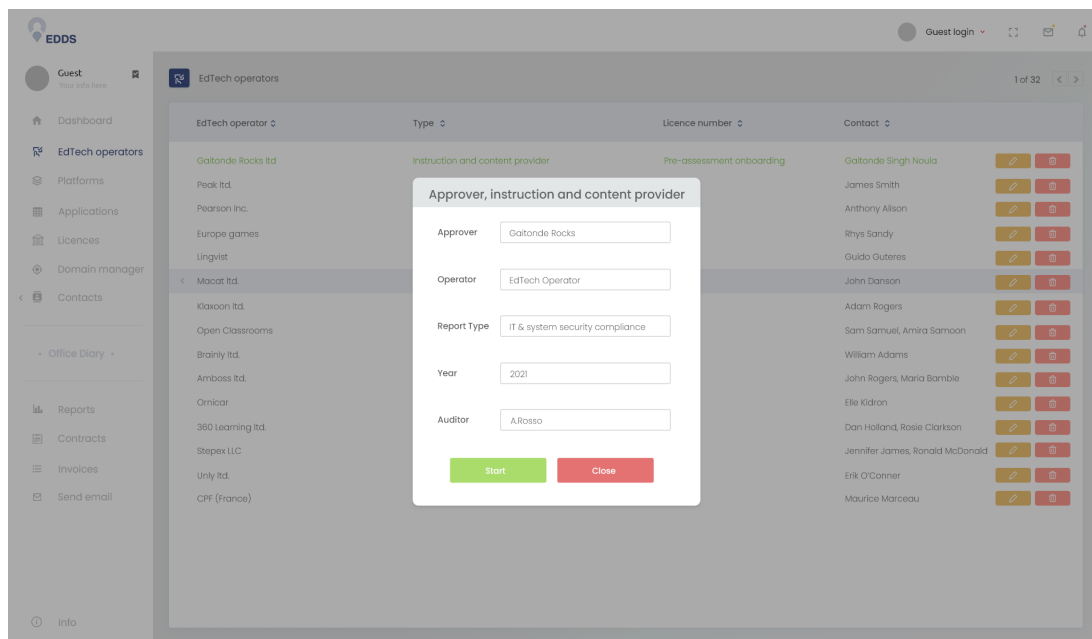 EDDS
Guest login
Guest
Your info here
EdTech operators
1 of 32
Dashboard
EdTech operators
Platforms
Applications
Licences
Domain manager
Contacts
Office Diary
Reports
Contracts
Invoices
Send email
Info
EdTech operator Type Licence number Contact
Gaitonde Rocks ltd Instruction and content provider Pre-assessment onboarding Gaitonde Singh Noula
Peak ltd. James Smith
Pearson Inc. Anthony Alison
Europe games Rhys Sandy
Lingvist Guido Guteres
Macat ltd. John Danson
Klaxoon ltd. Adam Rogers
Open Classrooms Sam Samuel, Amira Samoon
Brainly ltd. William Adams
Amboss ltd. John Rogers, Maria Bamble
Ornicar Elle Kidron
360 Learning ltd. Dan Holland, Rosie Clarkson
Stepex LLC Jennifer James, Ronald McDonald
Unly ltd. Erik O'Conner
CPF (France) Maurice Marceau
Approver, instruction and content provider
Approver Gaitonde Rocks
Operator EdTech Operator
Report Type IT & system security compliance
Year 2021
Auditor A.Rosso
Start Close